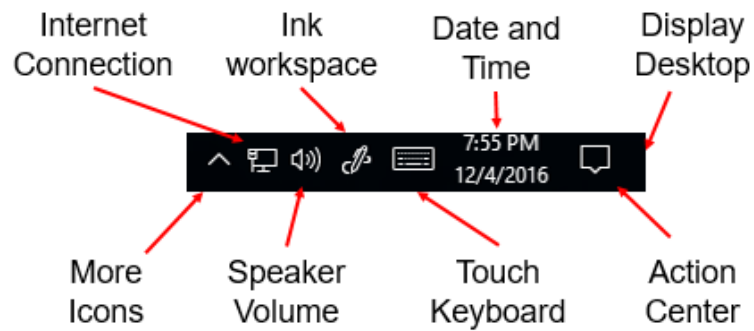 Internet
Connection
Ink
workspace
Date and
Time
Display
Desktop
7:55 PM
12/4/2016
More
Icons
Speaker
Volume
Touch
Keyboard
Action
Center